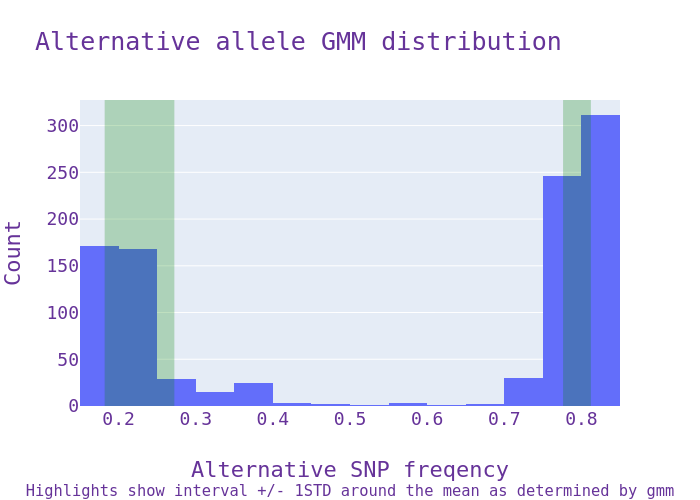 Alternative allele GMM distribution
300
250
200
150
100
50
0
Count
0.2 0.3 0.4 0.5 0.6 0.7 0.8
Alternative SNP freqency
Highlights show interval +/- 1STD around the mean as determined by gmm